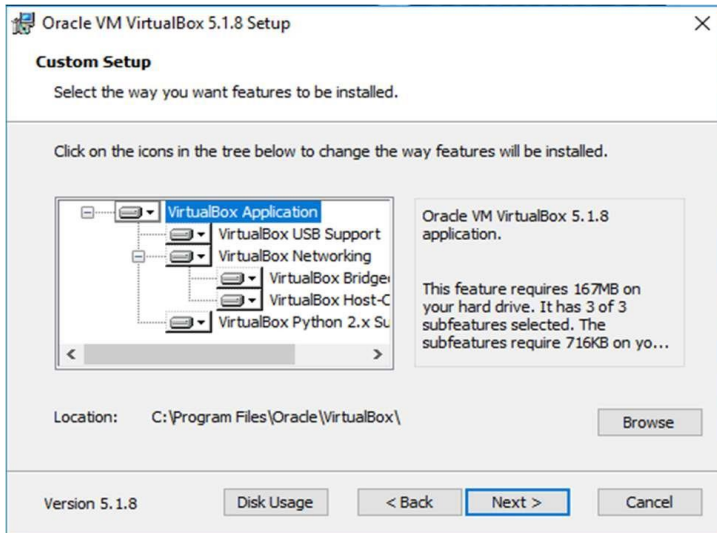 Oracle VM VirtualBox 5.1.8 Setup
Custom Setup
Select the way you want features to be installed.
Click on the icons in the tree below to change the way features will be installed.
VirtualBox Application
VirtualBox USB Support
VirtualBox Networking
VirtualBox Bridge
VirtualBox Host-C
VirtualBox Python 2.x Su
Oracle VM VirtualBox 5.1.8
application.
This feature requires 167MB on
your hard drive. It has 3 of 3
subfeatures selected. The
subfeatures require 716KB on yo...
Location: C:\Program Files\Oracle\VirtualBox\
Browse
Version 5.1.8
Disk Usage
< Back
Next >
Cancel